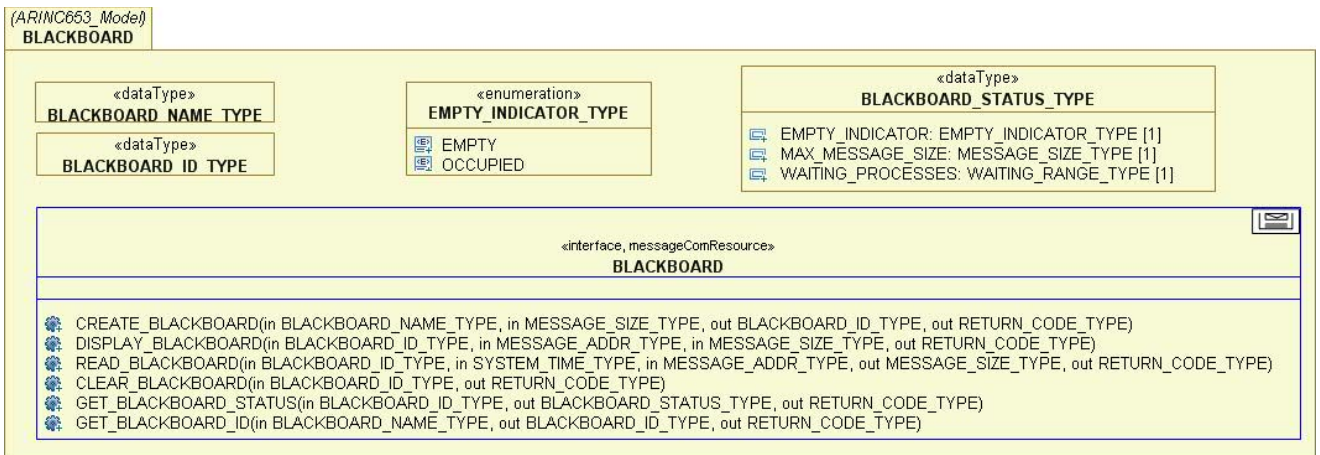 (ARINC653_Model)
BLACKBOARD
«dataType»
BLACKBOARD_NAME_TYPE
«dataType»
BLACKBOARD_ID_TYPE
«enumeration»
EMPTY_INDICATOR_TYPE
EMPTY
OCCUPIED
«dataType»
BLACKBOARD_STATUS_TYPE
EMPTY_INDICATOR: EMPTY_INDICATOR_TYPE [1]
MAX_MESSAGE_SIZE: MESSAGE_SIZE_TYPE [1]
WAITING_PROCESSES: WAITING_RANGE_TYPE [1]
«interface, messageComResource»
BLACKBOARD
CREATE_BLACKBOARD(in BLACKBOARD_NAME_TYPE, in MESSAGE_SIZE_TYPE, out BLACKBOARD_ID_TYPE, out RETURN_CODE_TYPE)
DISPLAY_BLACKBOARD(in BLACKBOARD_ID_TYPE, in MESSAGE_ADDR_TYPE, in MESSAGE_SIZE_TYPE, out RETURN_CODE_TYPE)
READ_BLACKBOARD(in BLACKBOARD_ID_TYPE, in SYSTEM_TIME_TYPE, in MESSAGE_ADDR_TYPE, out MESSAGE_SIZE_TYPE, out RETURN_CODE_TYPE)
CLEAR_BLACKBOARD(in BLACKBOARD_ID_TYPE, out RETURN_CODE_TYPE)
GET_BLACKBOARD_STATUS(in BLACKBOARD_ID_TYPE, out BLACKBOARD_STATUS_TYPE, out RETURN_CODE_TYPE)
GET_BLACKBOARD_ID(in BLACKBOARD_NAME_TYPE, out BLACKBOARD_ID_TYPE, out RETURN_CODE_TYPE)